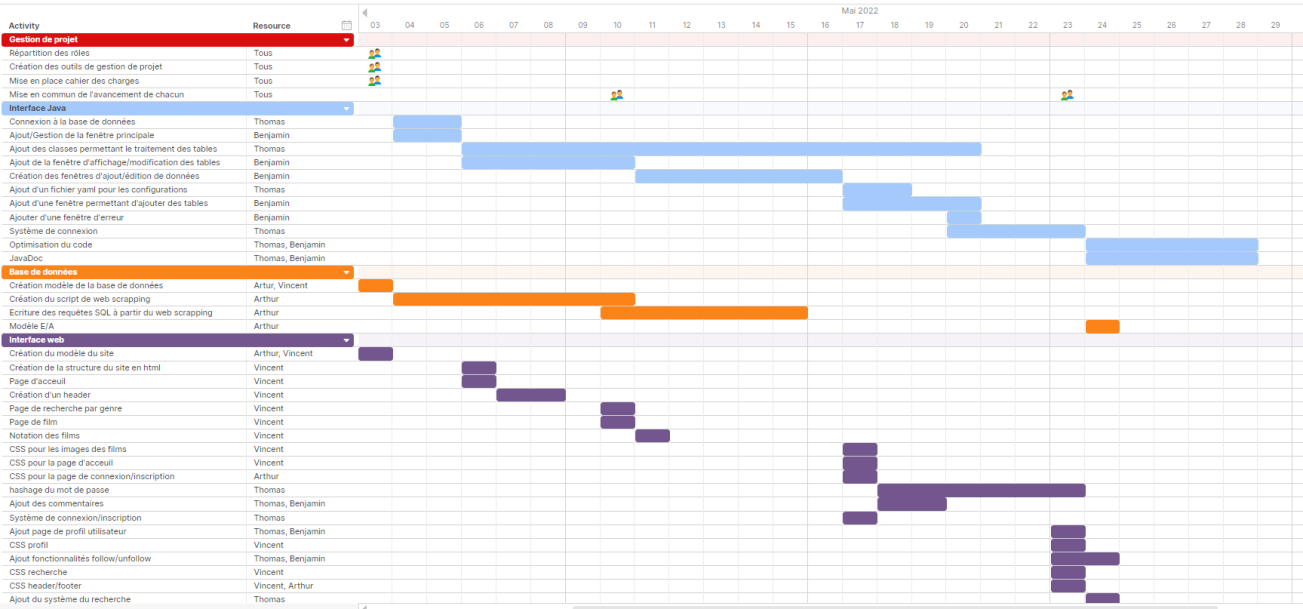 Mai 2022
Activity Resource 03 04 05 06 07 08 09 10 11 12 13 14 15 16 17 18 19 20 21 22 23 24 25 26 27 28 29
Gestion de projet
Répartition des rôles Tous
Création des outils de gestion de projet Tous
Mise en place cahier des charges Tous
Mise en commun de l'avancement de chacun Tous
Interface Java
Connexion à la base de données Thomas
Ajout/Gestion de la fenêtre principale Benjamin
Ajout des classes permettant le traitement des tables Thomas
Ajout de la fenêtre d'affichage/modification des tables Benjamin
Création des fenêtres d'ajout/édition de données Benjamin
Ajout d'un fichier yaml pour les configurations Thomas
Ajout d'une fenêtre permettant d'ajouter des tables Benjamin
Ajouter d'une fenêtre d'erreur Benjamin
Système de connexion Thomas
Optimisation du code Thomas, Benjamin
JavaDoc Thomas, Benjamin
Base de données
Création modèle de la base de données Artur, Vincent
Création du script de web scrapping Arthur
Ecriture des requêtes SQL à partir du web scrapping Arthur
Modèle E/A Arthur
Interface web
Création du modèle du site Arthur, Vincent
Création de la structure du site en html Vincent
Page d'acceuil Vincent
Création d'un header Vincent
Page de recherche par genre Vincent
Page de film Vincent
Notation des films Vincent
CSS pour les images des films Vincent
CSS pour la page d'acceuil Vincent
CSS pour la page de connexion/inscription Arthur
hashage du mot de passe Thomas
Ajout des commentaires Thomas, Benjamin
Système de connexion/inscription Thomas
Ajout page de profil utilisateur Thomas, Benjamin
CSS profil Vincent
Ajout fonctionnalités follow/unfollow Thomas, Benjamin
CSS recherche Vincent
CSS header/footer Vincent, Arthur
Ajout du système du recherche Thomas